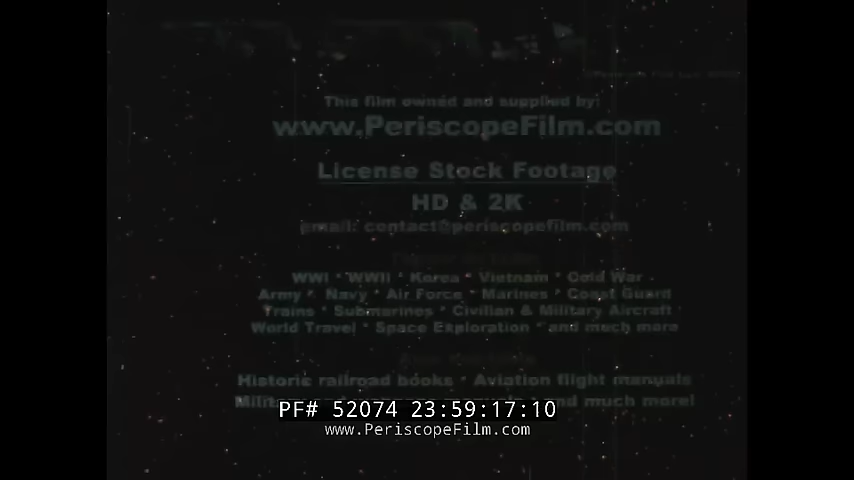 This film owned and supplied by:
www.PeriscopeFilm.com
License Stock Footage
HD & 2K
email: contact@periscopefilm.com
WWI * WWII * Korea * Vietnam * Cold War
Army * Navy * Air Force * Marines * Coast Guard
Trains * Submarines * Civilian & Military Aircraft
World Travel * Space Exploration * and much more
Historic railroad books * Aviation flight manuals
and much more!
PF# 52074 23:59:17:10
www.PeriscopeFilm.com